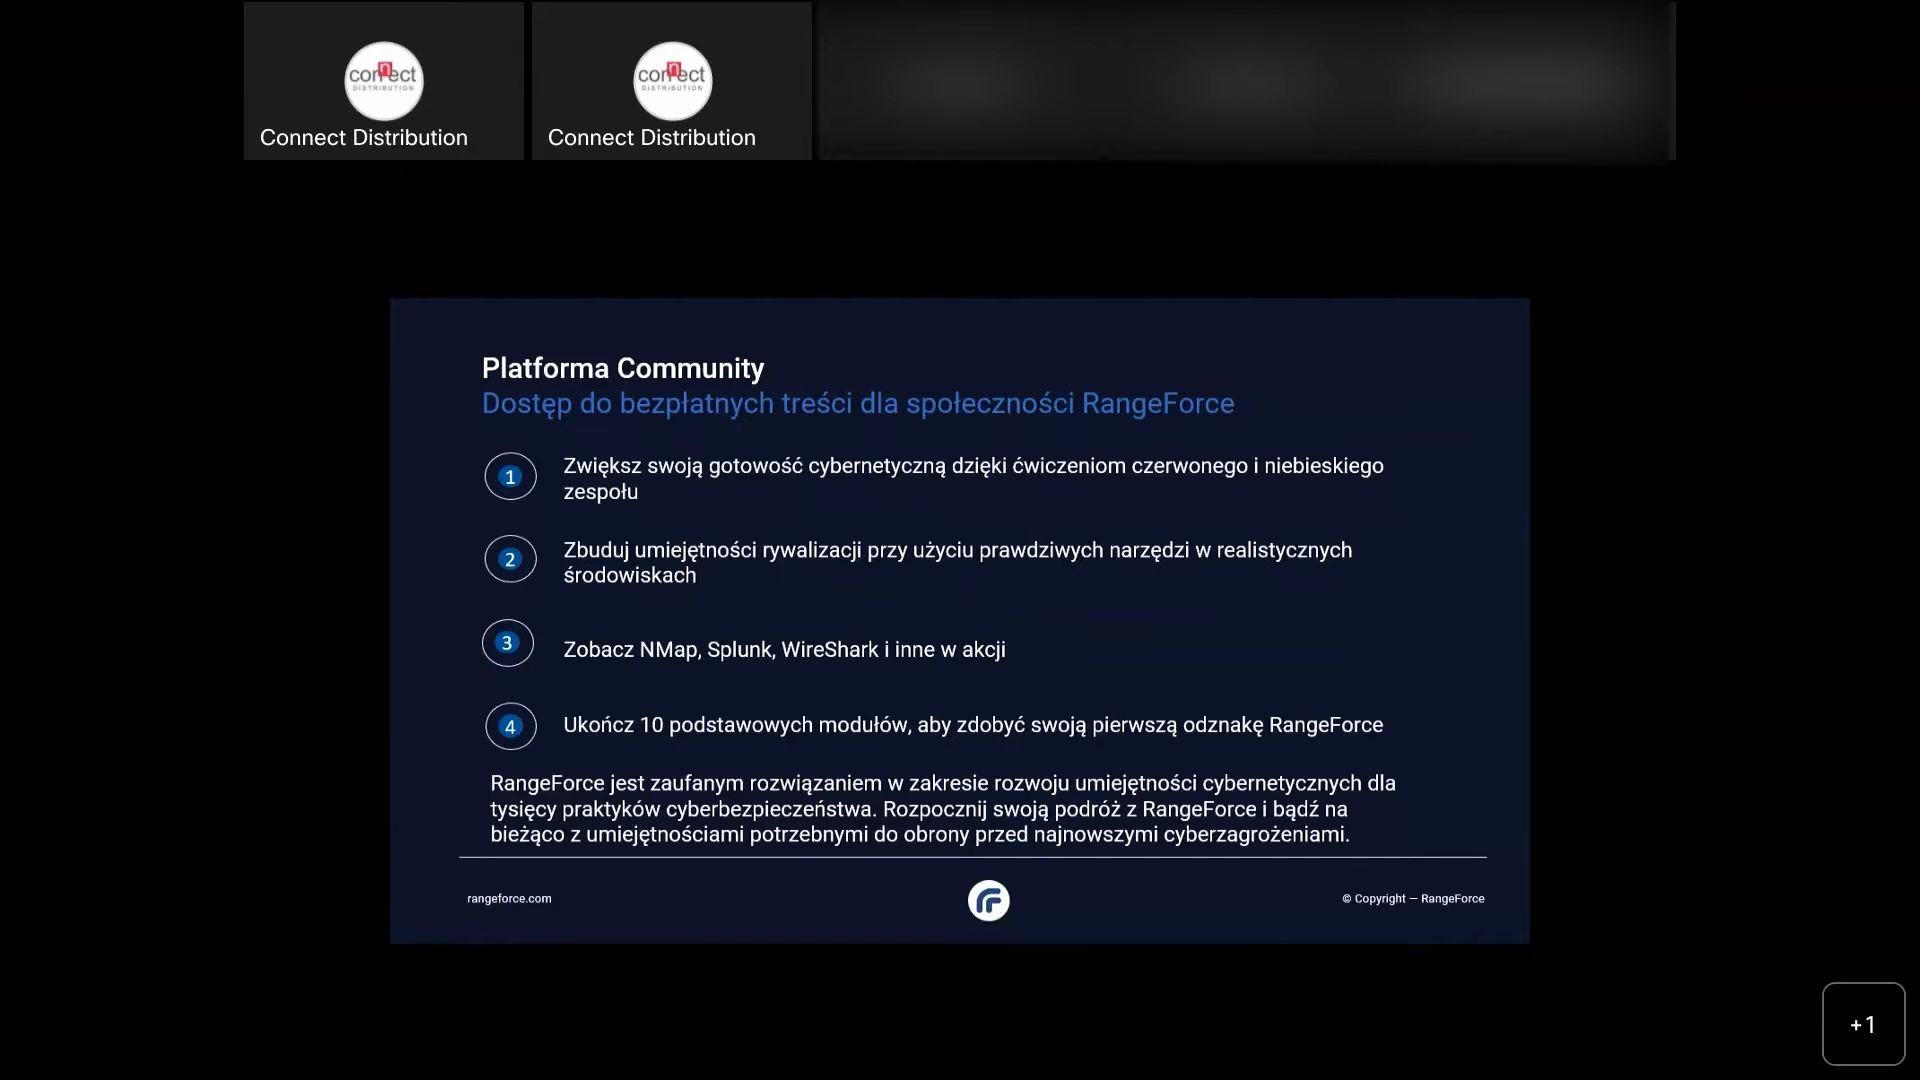 connect
DISTRIBUTION
Connect Distribution
connect
DISTRIBUTION
Connect Distribution
Platforma Community
Dostęp do bezpłatnych treści dla społeczności RangeForce
1
Zwiększ swoją gotowość cybernetyczną dzięki ćwiczeniom czerwonego i niebieskiego
zespołu
2
Zbuduj umiejętności rywalizacji przy użyciu prawdziwych narzędzi w realistycznych
środowiskach
3
Zobacz NMap, Splunk, WireShark i inne w akcji
4
Ukończ 10 podstawowych modułów, aby zdobyć swoją pierwszą odznakę RangeForce
RangeForce jest zaufanym rozwiązaniem w zakresie rozwoju umiejętności cybernetycznych dla
tysięcy praktyków cyberbezpieczeństwa. Rozpocznij swoją podróż z RangeForce i bądź na
bieżąco z umiejętnościami potrzebnymi do obrony przed najnowszymi cyberzagrożeniami.
rangeforce.com
© Copyright — RangeForce
+1